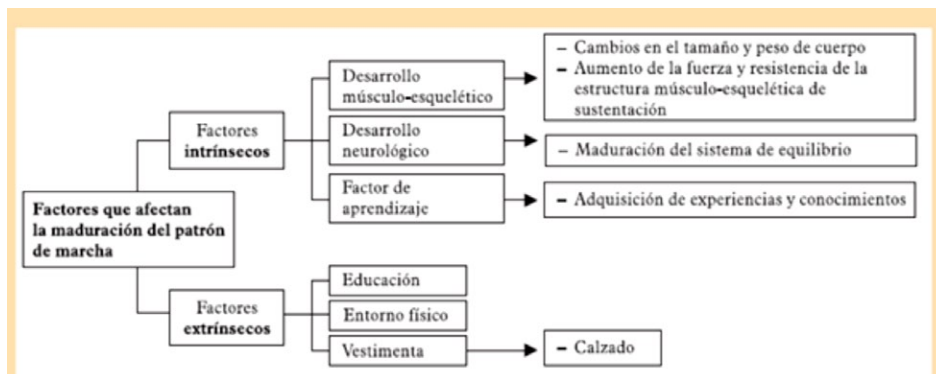 Factores que afectan
la maduración del patrón
de marcha
Factores
intrínsecos
Desarrollo
músculo-esquelético
– Cambios en el tamaño y peso de cuerpo
– Aumento de la fuerza y resistencia de la
estructura músculo-esquelética de
sustentación
Desarrollo
neurológico
– Maduración del sistema de equilibrio
Factor de
aprendizaje
– Adquisición de experiencias y conocimientos
Factores
extrínsecos
Educación
Entorno físico
Vestimenta
– Calzado